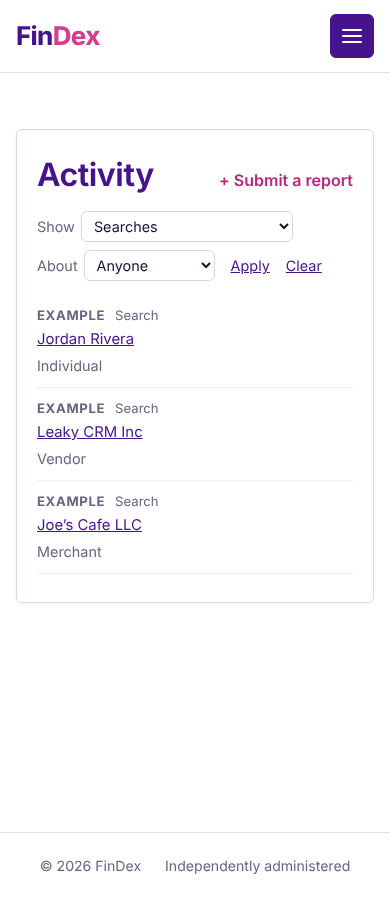 FinDex
Activity
+ Submit a report
Show Searches
About Anyone Apply Clear
EXAMPLE Search
Jordan Rivera
Individual
EXAMPLE Search
Leaky CRM Inc
Vendor
EXAMPLE Search
Joe’s Cafe LLC
Merchant
© 2026 FinDex Independently administered